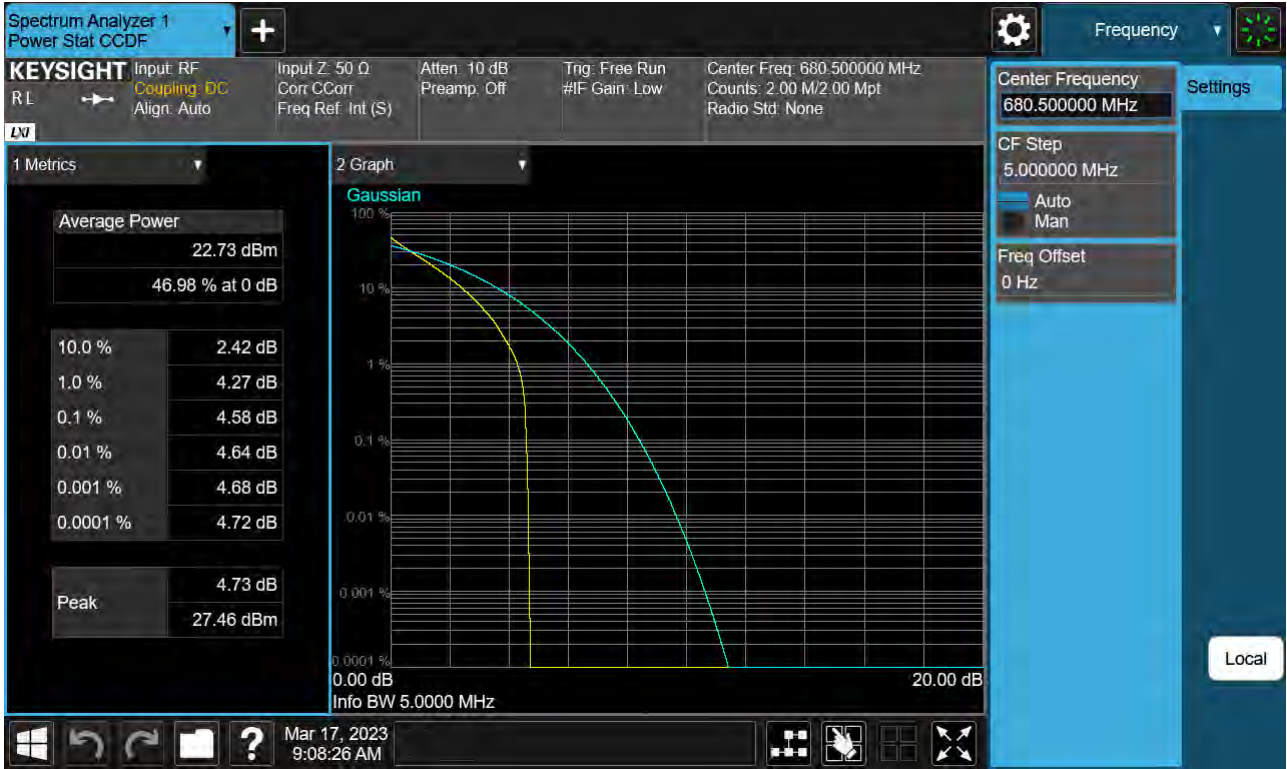 Spectrum Analyzer 1
Power Stat CCDF
+
Frequency
KEYSIGHT
R L
LXI
Input: RF
Coupling: DC
Align: Auto
Input Z: 50 Ω
Corr CCorr
Freq Ref: Int (S)
Atten: 10 dB
Preamp: Off
Trig: Free Run
#IF Gain: Low
Center Freq: 680.500000 MHz
Counts: 2.00 M/2.00 Mpt
Radio Std: None
Center Frequency
680.500000 MHz
Settings
CF Step
5.000000 MHz
Auto
Man
Freq Offset
0 Hz
1 Metrics
Average Power
22.73 dBm
46.98 % at 0 dB
10.0 % 2.42 dB
1.0 % 4.27 dB
0.1 % 4.58 dB
0.01 % 4.64 dB
0.001 % 4.68 dB
0.0001 % 4.72 dB
Peak
4.73 dB
27.46 dBm
2 Graph
Gaussian
100 %
10 %
1 %
0.1 %
0.01 %
0.001 %
0.0001 %
0.00 dB 20.00 dB
Info BW 5.0000 MHz
Local
?
Mar 17, 2023
9:08:26 AM